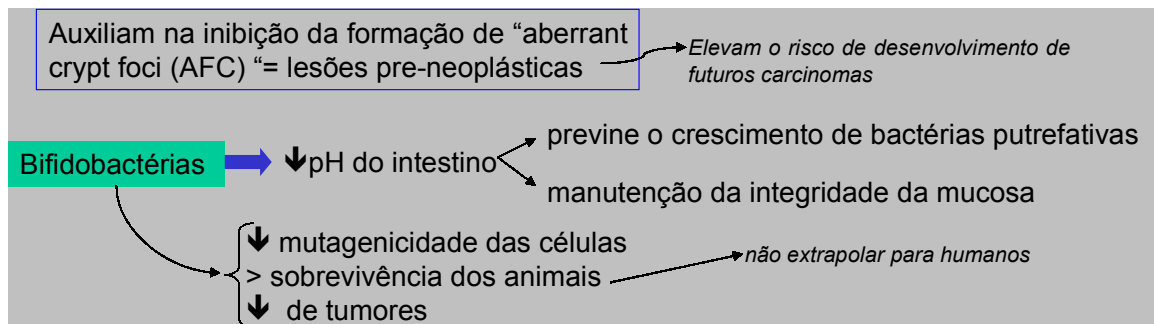 Auxiliam na inibição da formação de “aberrant
crypt foci (AFC) “= lesões pre-neoplásticas
Elevam o risco de desenvolvimento de
futuros carcinomas
previne o crescimento de bactérias putrefativas
Bifidobactérias
🡻pH do intestino
manutenção da integridade da mucosa
🡻 mutagenicidade das células
> sobrevivência dos animais
não extrapolar para humanos
🡻 de tumores